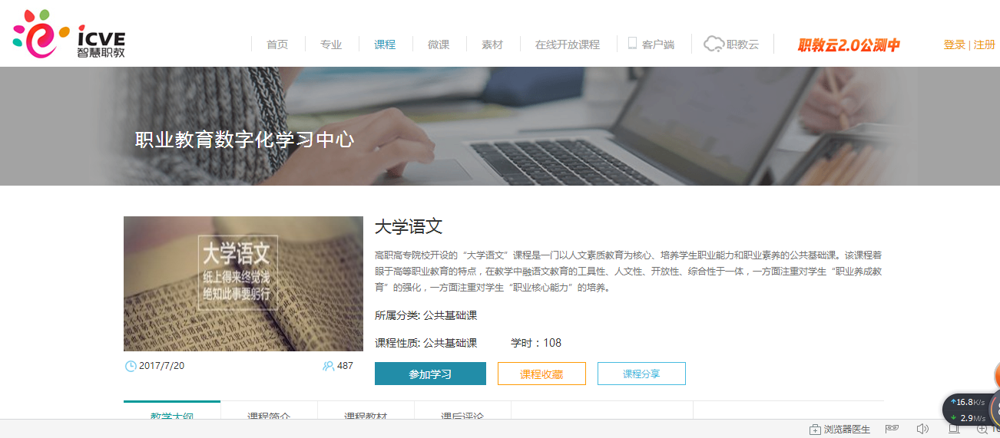 iCVE
智慧职教
首页 专业 课程 微课 素材 在线开放课程 客户端 职教云 职教云2.0公测中 登录 | 注册
职业教育数字化学习中心
大学语文
纸上得来终觉浅
绝知此事要躬行
2017/7/20 487
大学语文
高职高专院校开设的“大学语文”课程是一门以人文素质教育为核心、培养学生职业能力和职业素养的公共基础课。该课程着
眼于高等职业教育的特点，在教学中融语文教育的工具性、人文性、开放性、综合性于一体，一方面注重对学生“职业养成教
育”的强化，一方面注重对学生“职业核心能力”的培养。
所属分类: 公共基础课
课程性质: 公共基础课 学时：108
参加学习 课程收藏 课程分享
教学大纲 课程简介 课程教材 课后评论
16.8K/s
2.9M/s
浏览器医生